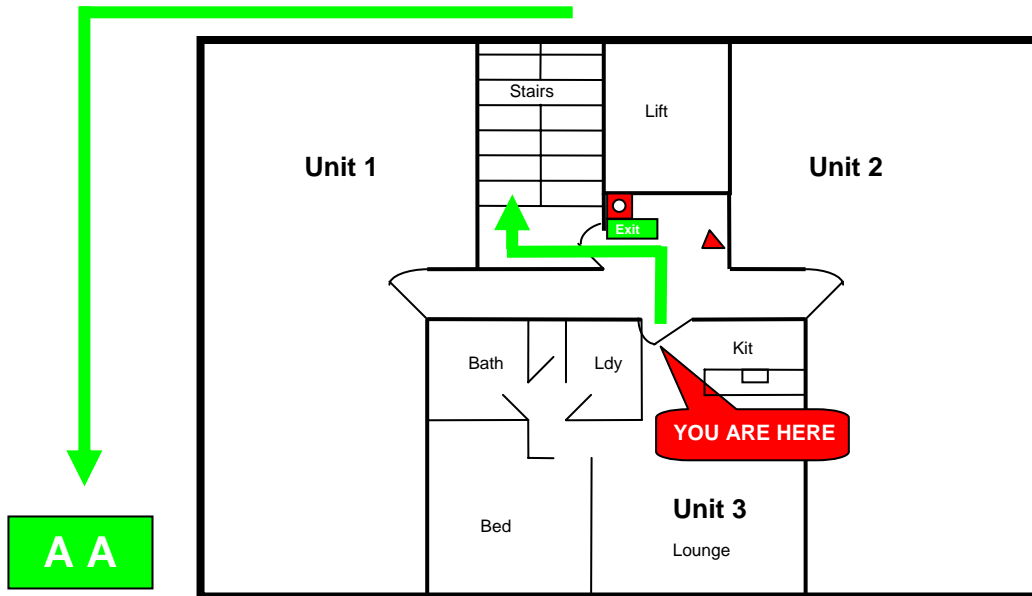 Stairs
Lift
Unit 1
Unit 2
Exit
Bath
Ldy
Kit
YOU ARE HERE
Unit 3
Bed
Lounge
A A